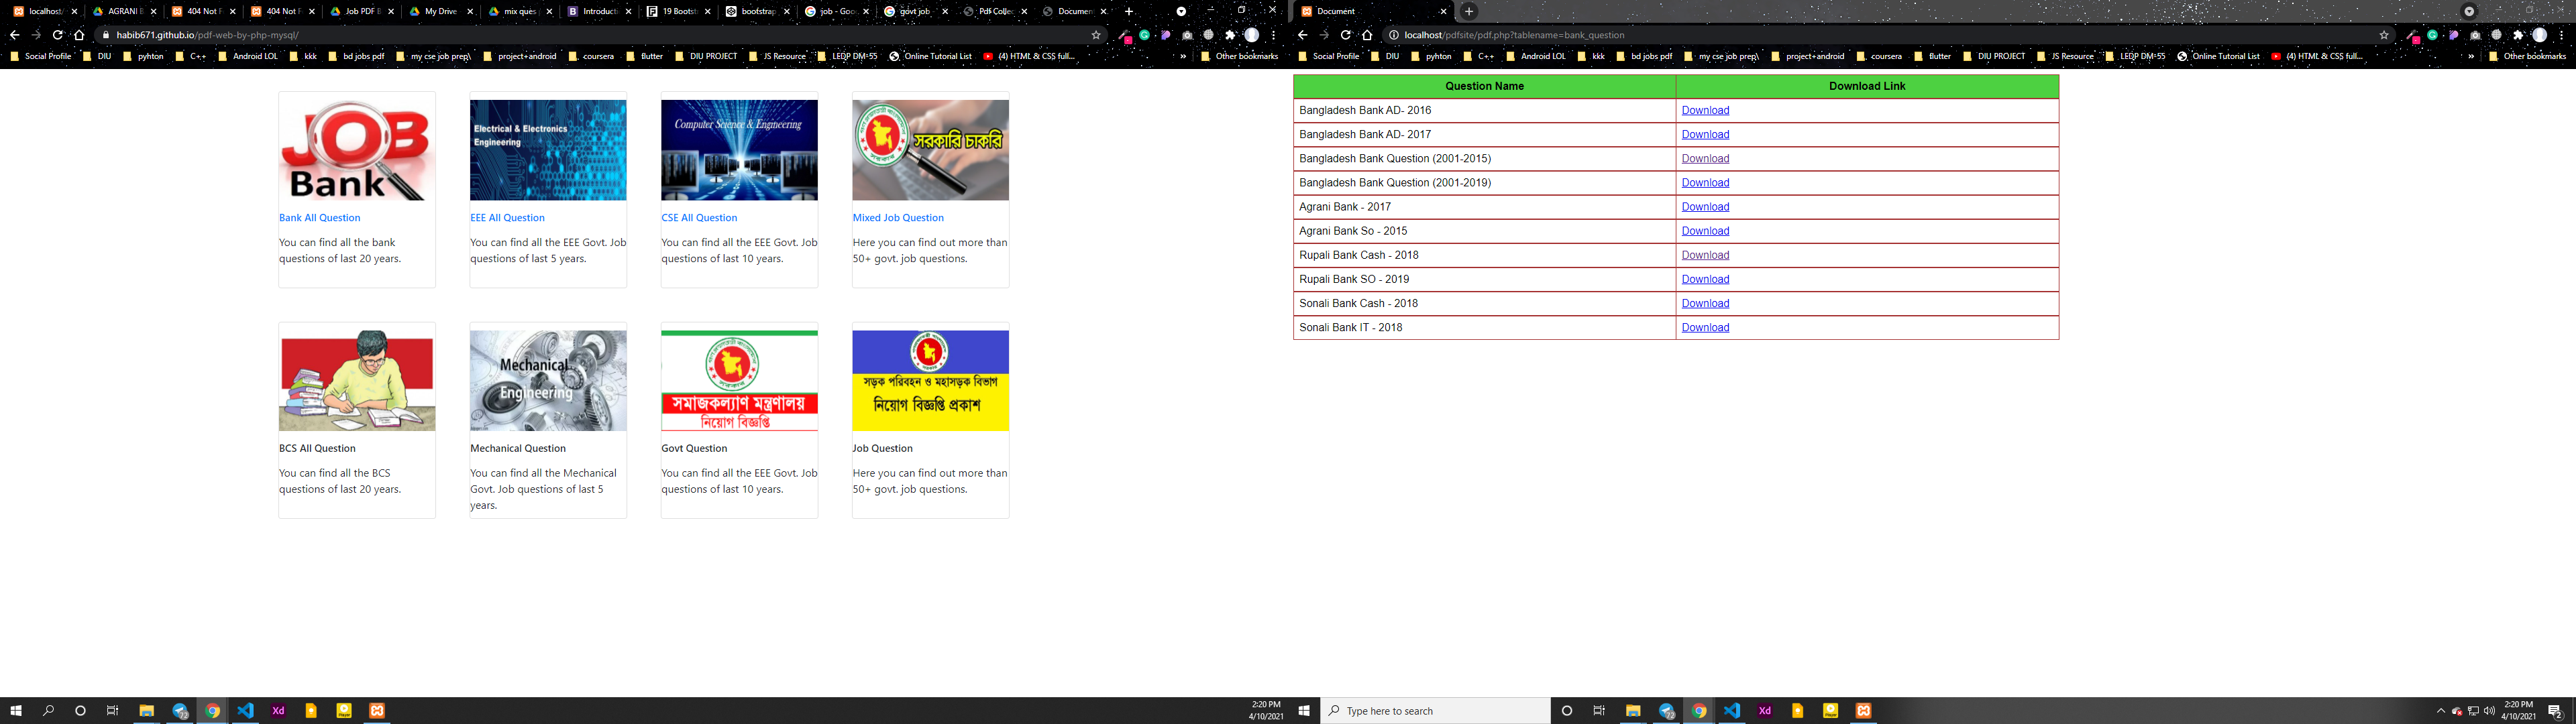 localhost/
AGRANI B
404 Not F
404 Not F
Job PDF B
My Drive
mix ques
Introducti
19 Bootst
bootstrap
job - Goo
govt job
Pdf Collec
Documen
habib671.github.io/pdf-web-by-php-mysql/
Social Profile
DIU
pyhton
C++
Android LOL
kkk
bd jobs pdf
my cse job prep\
project+android
coursera
flutter
DIU PROJECT
JS Resource
LEDP DM-55
Online Tutorial List
(4) HTML & CSS full...
»
Other bookmarks
JOB
Bank
Electrical & Electronics
Engineering
Computer Science & Engineering
সরকারি চাকরি
Bank All Question
EEE All Question
CSE All Question
Mixed Job Question
You can find all the bank
questions of last 20 years.
You can find all the EEE Govt. Job
questions of last 5 years.
You can find all the EEE Govt. Job
questions of last 10 years.
Here you can find out more than
50+ govt. job questions.
Mechanical
Engineering
সমাজকল্যাণ মন্ত্রণালয়
নিয়োগ বিজ্ঞপ্তি
সড়ক পরিবহন ও মহাসড়ক বিভাগ
নিয়োগ বিজ্ঞপ্তি প্রকাশ
BCS All Question
Mechanical Question
Govt Question
Job Question
You can find all the BCS
questions of last 20 years.
You can find all the Mechanical
Govt. Job questions of last 5
years.
You can find all the EEE Govt. Job
questions of last 10 years.
Here you can find out more than
50+ govt. job questions.
72
Xd
2:20 PM
4/10/2021
Document
localhost/pdfsite/pdf.php?tablename=bank_question
Social Profile
DIU
pyhton
C++
Android LOL
kkk
bd jobs pdf
my cse job prep\
project+android
coursera
flutter
DIU PROJECT
JS Resource
LEDP DM-55
Online Tutorial List
(4) HTML & CSS full...
»
Other bookmarks
Question Name Download Link
Bangladesh Bank AD- 2016 Download
Bangladesh Bank AD- 2017 Download
Bangladesh Bank Question (2001-2015) Download
Bangladesh Bank Question (2001-2019) Download
Agrani Bank - 2017 Download
Agrani Bank So - 2015 Download
Rupali Bank Cash - 2018 Download
Rupali Bank SO - 2019 Download
Sonali Bank Cash - 2018 Download
Sonali Bank IT - 2018 Download
Type here to search
72
Xd
2:20 PM
4/10/2021
2